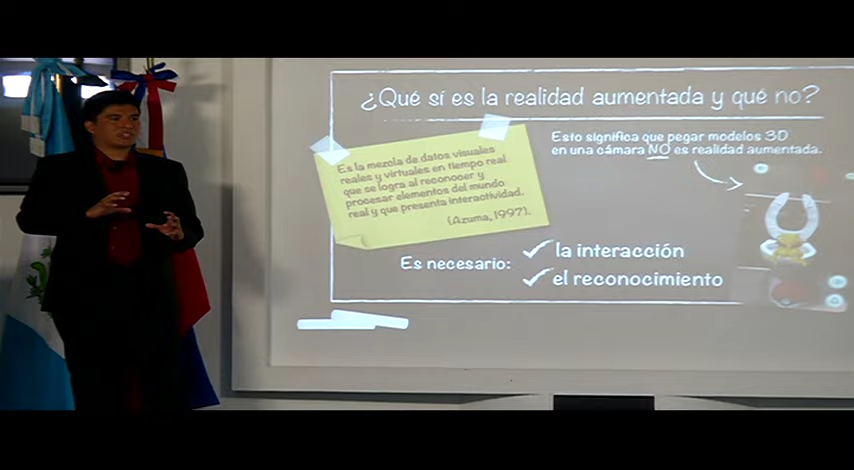 ¿Qué sí es la realidad aumentada y qué no?
Es la mezcla de datos visuales
reales y virtuales en tiempo real
que se logra al reconocer y
procesar elementos del mundo
real y que presenta interactividad.
(Azuma, 1997).
Esto significa que pegar modelos 3D
en una cámara NO es realidad aumentada.
Es necesario:
la interacción
el reconocimiento